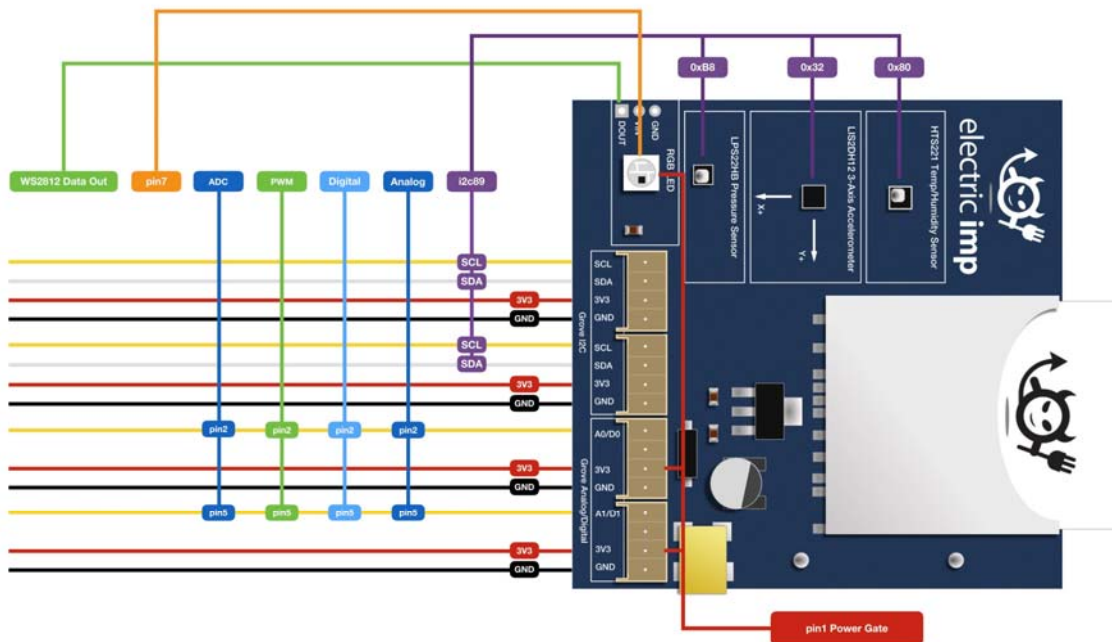 0xB8
0x32
0x80
WS2812 Data Out
pin7
ADC
PWM
Digital
Analog
i2c89
DOUT
VIN
GND
RGB LED
LPS22HB Pressure Sensor
X+
Y+
LIS2DH12 3-Axis Accelerometer
HTS221 Temp/Humidity Sensor
electric imp
SCL
SCL
SDA
SDA
3V3
3V3
GND
GND
Grove I2C
SCL
SCL
SDA
SDA
3V3
3V3
GND
GND
pin2
pin2
pin2
pin2
A0/D0
3V3
3V3
GND
GND
Grove Analog/Digital
pin5
pin5
pin5
pin5
A1/D1
3V3
3V3
GND
GND
pin1 Power Gate